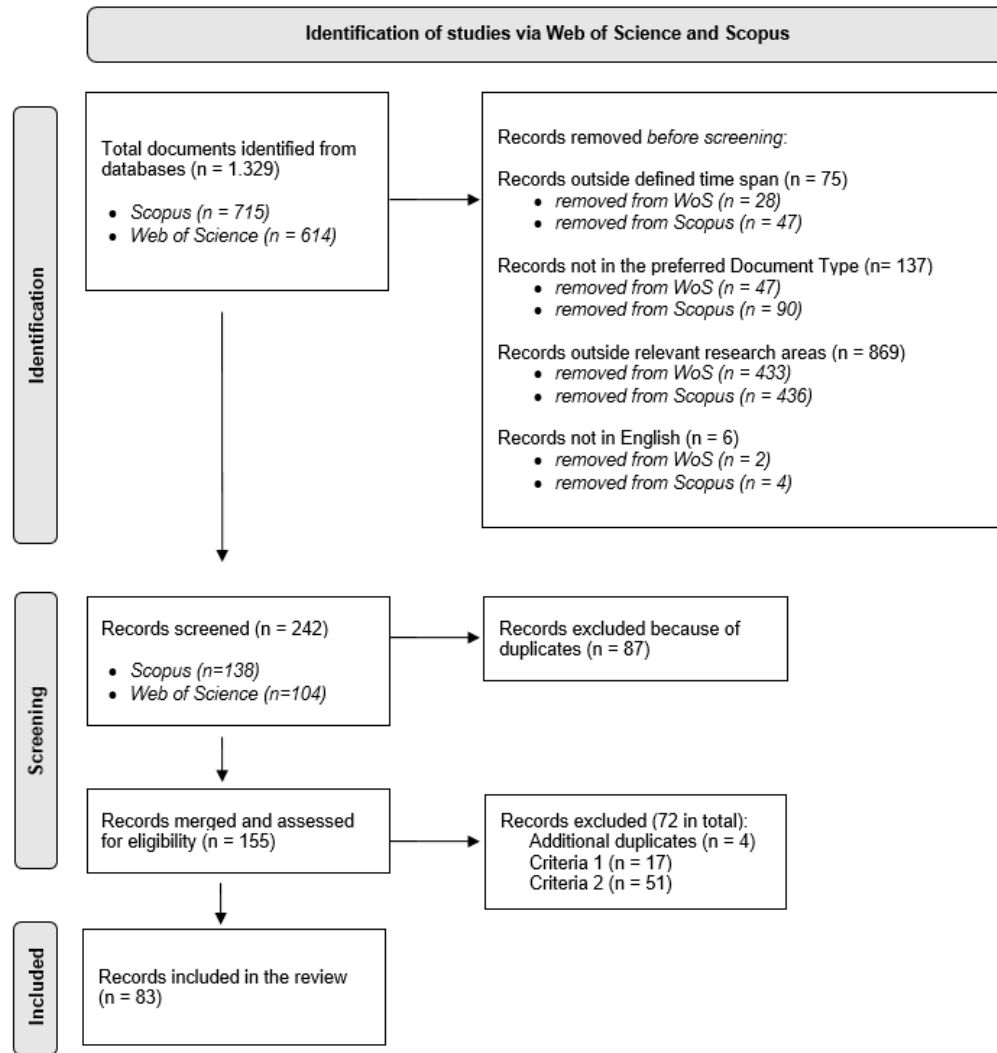 Identification of studies via Web of Science and Scopus
Identification
Total documents identified from
databases (n = 1.329)
• Scopus (n = 715)
• Web of Science (n = 614)
Records removed before screening:
Records outside defined time span (n = 75)
• removed from WoS (n = 28)
• removed from Scopus (n = 47)
Records not in the preferred Document Type (n= 137)
• removed from WoS (n = 47)
• removed from Scopus (n = 90)
Records outside relevant research areas (n = 869)
• removed from WoS (n = 433)
• removed from Scopus (n = 436)
Records not in English (n = 6)
• removed from WoS (n = 2)
• removed from Scopus (n = 4)
Screening
Records screened (n = 242)
• Scopus (n=138)
• Web of Science (n=104)
Records excluded because of
duplicates (n = 87)
Records merged and assessed
for eligibility (n = 155)
Records excluded (72 in total):
Additional duplicates (n = 4)
Criteria 1 (n = 17)
Criteria 2 (n = 51)
Included
Records included in the review
(n = 83)